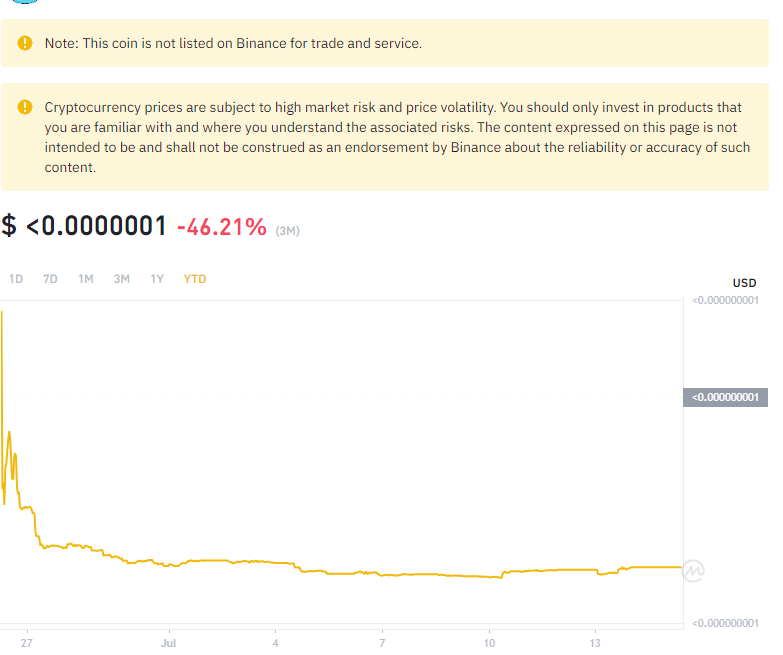 Note: This coin is not listed on Binance for trade and service.
Cryptocurrency prices are subject to high market risk and price volatility. You should only invest in products that
you are familiar with and where you understand the associated risks. The content expressed on this page is not
intended to be and shall not be construed as an endorsement by Binance about the reliability or accuracy of such
content.
$ <0.0000001 -46.21% (3M)
1D 7D 1M 3M 1Y YTD
USD
<0.000000001
<0.000000001
<0.000000001
27 Jul 4 7 10 13